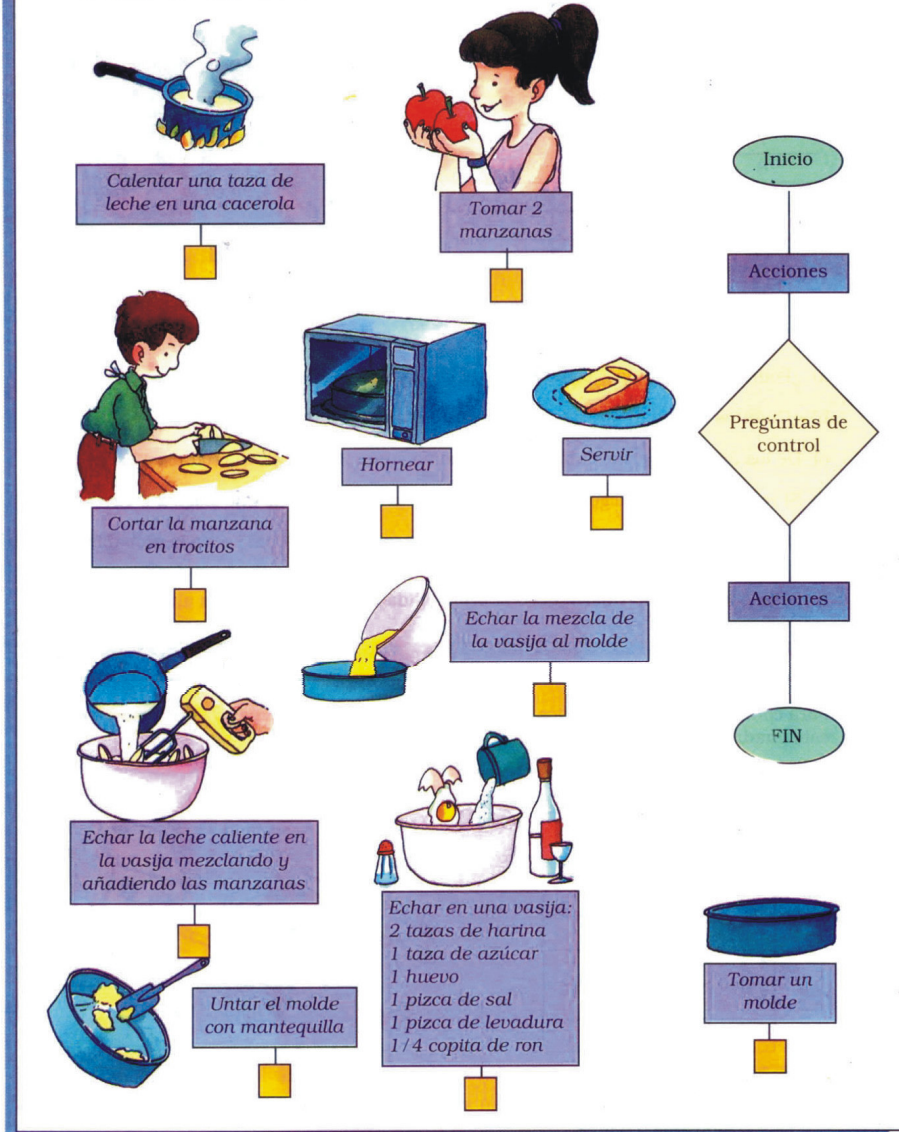 Calentar una taza de
leche en una cacerola
Tomar 2
manzanas
Inicio
Acciones
Pregúntas de
control
Hornear
Servir
Cortar la manzana
en trocitos
Acciones
Echar la mezcla de
la vasija al molde
FIN
Echar la leche caliente en
la vasija mezclando y
añadiendo las manzanas
Echar en una vasija:
2 tazas de harina
1 taza de azúcar
1 huevo
1 pizca de sal
1 pizca de levadura
1/4 copita de ron
Untar el molde
con mantequilla
Tomar un
molde